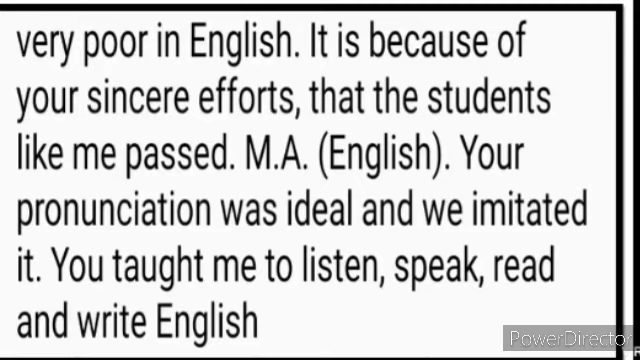 very poor in English. It is because of
your sincere efforts, that the students
like me passed. M.A. (English). Your
pronunciation was ideal and we imitated
it. You taught me to listen, speak, read
and write English
PowerDirector